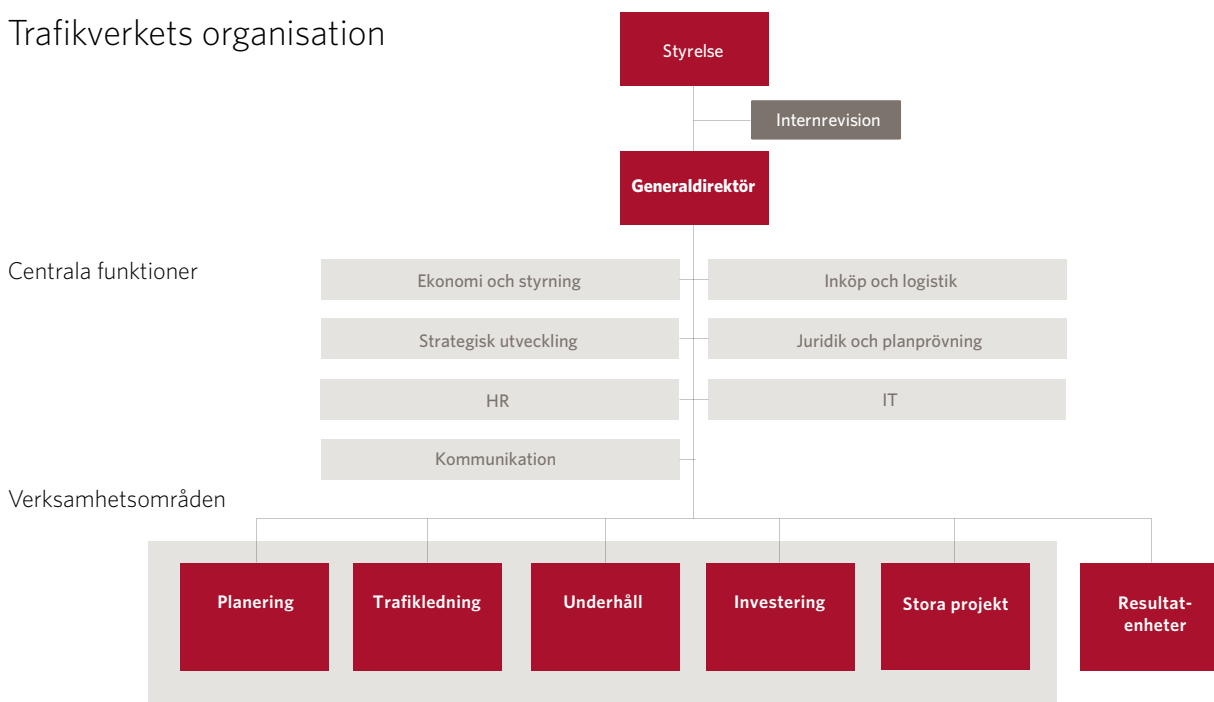 Trafikverkets organisation
Styrelse
Internrevision
Generaldirektör
Centrala funktioner
Ekonomi och styrning
Inköp och logistik
Strategisk utveckling
Juridik och planprövning
HR
IT
Kommunikation
Verksamhetsområden
Planering
Trafikledning
Underhåll
Investering
Stora projekt
Resultat-
enheter